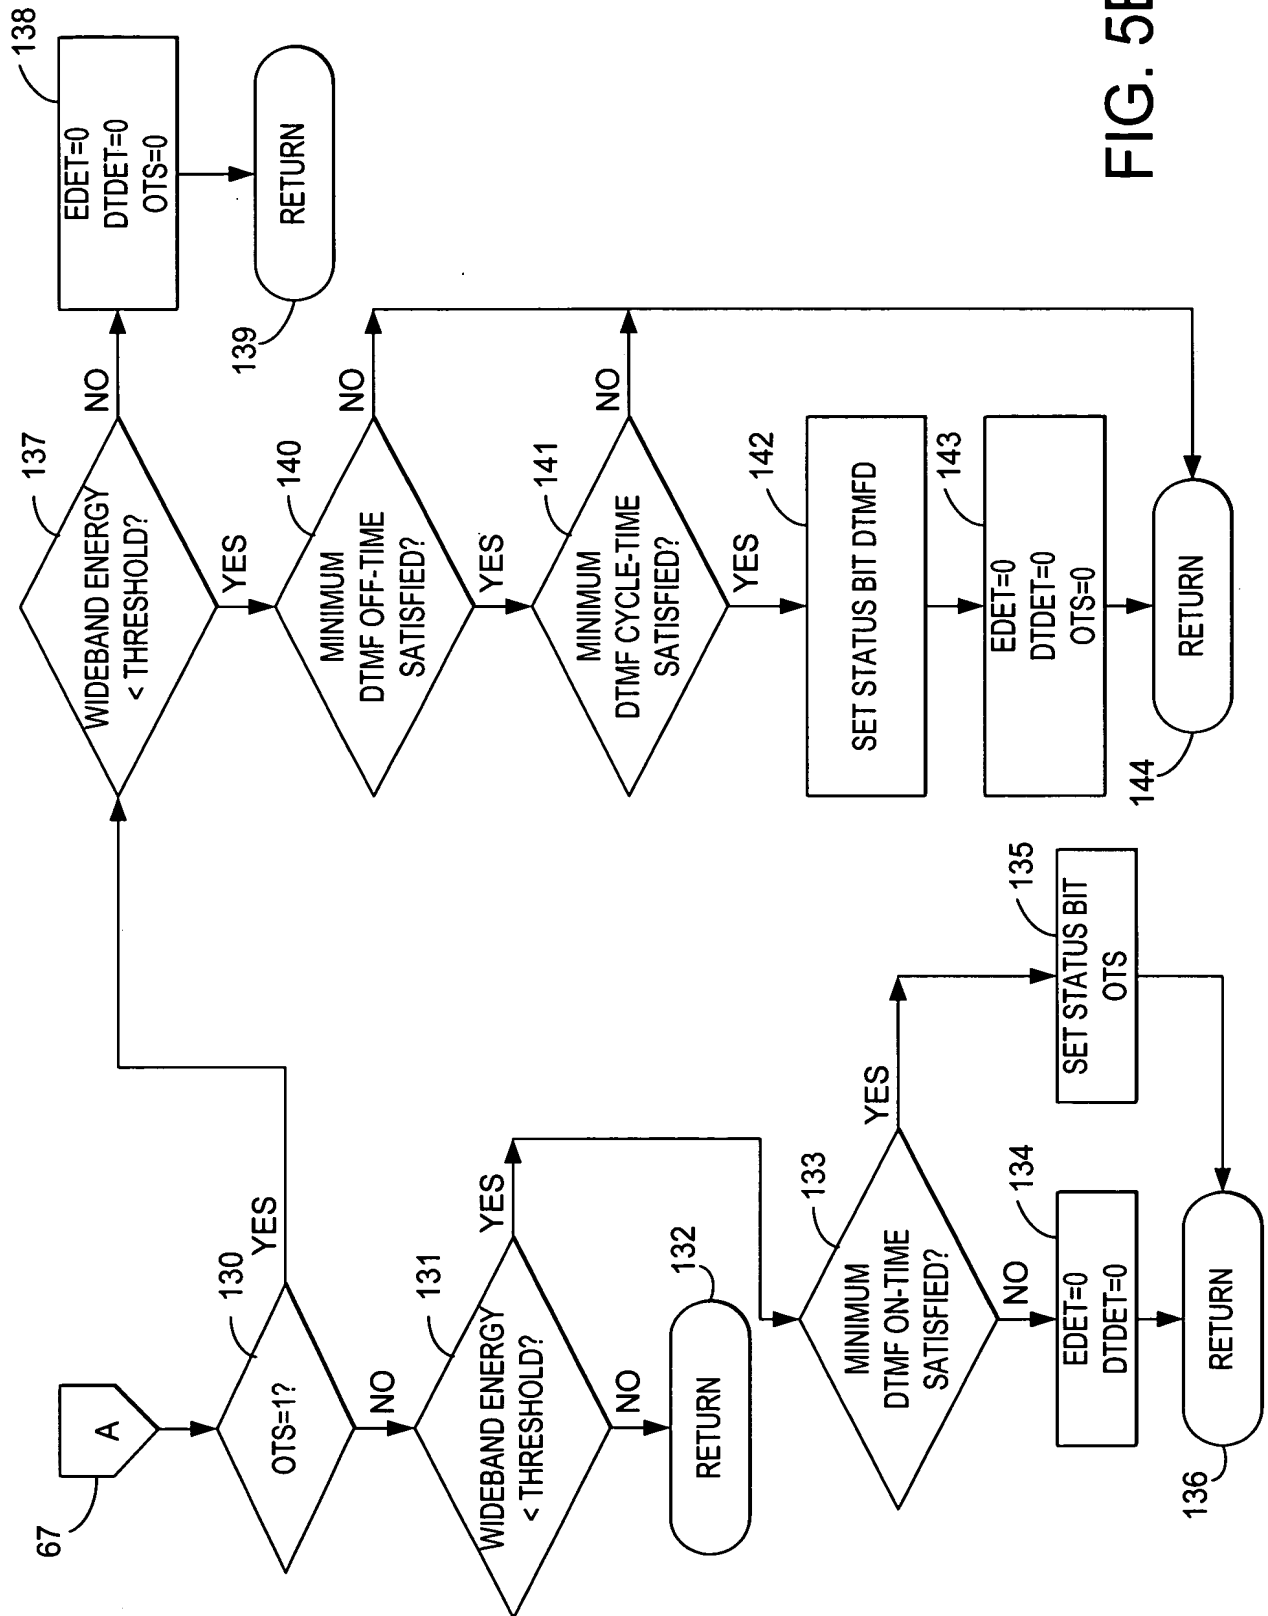 67
A
130
OTS=1?
YES
NO
131
WIDEBAND ENERGY
< THRESHOLD?
YES
NO
132
RETURN
133
MINIMUM
DTMF ON-TIME
SATISFIED?
YES
NO
134
EDET=0
DTDET=0
135
SET STATUS BIT
OTS
RETURN
136
137
WIDEBAND ENERGY
< THRESHOLD?
NO
YES
138
EDET=0
DTDET=0
OTS=0
RETURN
139
140
MINIMUM
DTMF OFF-TIME
SATISFIED?
NO
YES
141
MINIMUM
DTMF CYCLE-TIME
SATISFIED?
NO
YES
142
SET STATUS BIT DTMFD
143
EDET=0
DTDET=0
OTS=0
RETURN
144
FIG. 5B